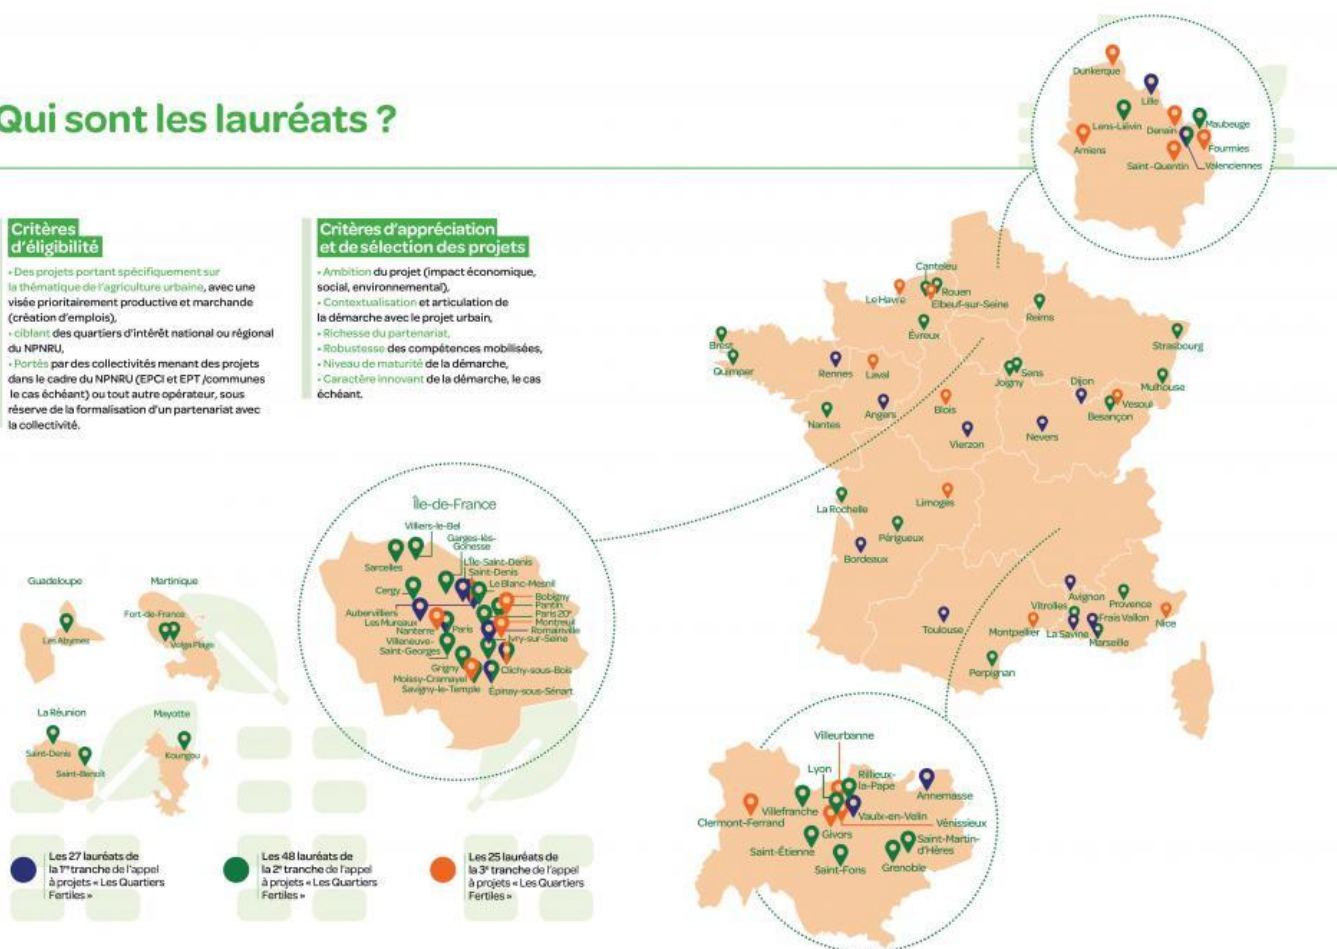 Qui sont les lauréats ?
Critères
d'éligibilité
• Des projets portant spécifiquement sur
la thématique de l'agriculture urbaine, avec une
visée prioritairement productive et marchande
(création d'emplois),
• ciblant des quartiers d'intérêt national ou régional
du NPNRU,
• Portés par des collectivités menant des projets
dans le cadre du NPNRU (EPCI et EPT /communes
le cas échéant) ou tout autre opérateur, sous
réserve de la formalisation d'un partenariat avec
la collectivité.
Critères d'appréciation
et de sélection des projets
• Ambition du projet (impact économique,
social, environnemental),
• Contextualisation et articulation de
la démarche avec le projet urbain,
• Richesse du partenariat,
• Robustesse des compétences mobilisées,
• Niveau de maturité de la démarche,
• Caractère innovant de la démarche, le cas
échéant.
Dunkerque
Lille
Lens-Liévin
Denain
Maubeuge
Amiens
Fourmies
Saint-Quentin
Valenciennes
Canteleu
Le Havre
Rouen
Elbeuf-sur-Seine
Évreux
Reims
Strasbourg
Brest
Quimper
Rennes
Laval
Joigny
Sens
Dijon
Mulhouse
Vesoul
Besançon
Nantes
Angers
Blois
Vierzon
Nevers
La Rochelle
Limoges
Périgueux
Bordeaux
Toulouse
Avignon
Vitrolles
Provence
Frais Vallon
Nice
Montpellier
La Savine
Marseille
Perpignan
Île-de-France
Villiers-le-Bel
Garges-lès-
Gonesse
Sarcelles
L'Île-Saint-Denis
Saint-Denis
Le Blanc-Mesnil
Cergy
Bobigny
Pantin
Aubervilliers
Paris 20e
Les Mureaux
Montreuil
Nanterre
Paris
Romainville
Villeneuve-
Saint-Georges
Ivry-sur-Seine
Grigny
Clichy-sous-Bois
Moissy-Cramayel
Savigny-le-Temple
Épinay-sous-Sénart
Guadeloupe
Les Abymes
Martinique
Fort-de-France
Volga Plage
La Réunion
Saint-Denis
Saint-Benoît
Mayotte
Koungou
Villeurbanne
Lyon
Rillieux-
la-Pape
Annemasse
Villefranche
Clermont-Ferrand
Vaulx-en-Velin
Vénissieux
Givors
Saint-Étienne
Saint-Martin-
d'Hères
Saint-Fons
Grenoble
Les 27 lauréats de
la 1re tranche de l'appel
à projets « Les Quartiers
Fertiles »
Les 48 lauréats de
la 2e tranche de l'appel
à projets « Les Quartiers
Fertiles »
Les 25 lauréats de
la 3e tranche de l'appel
à projets « Les Quartiers
Fertiles »